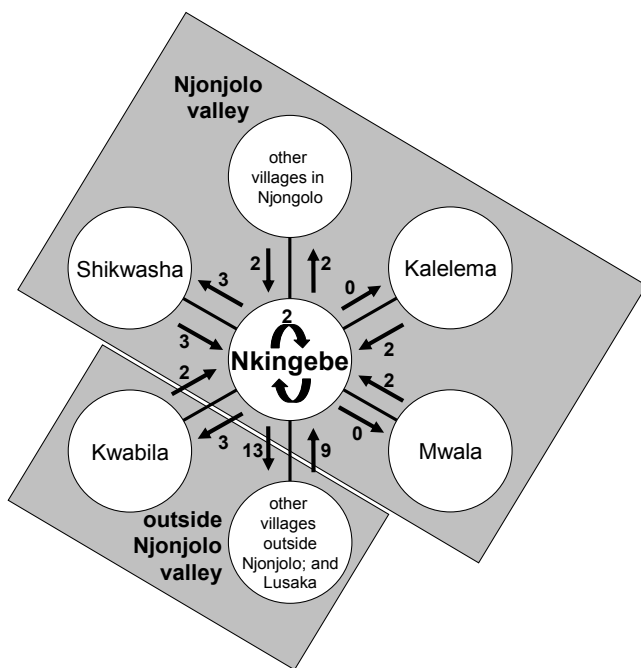 Njonjolo
valley
other
villages in
Njongolo
Shikwasha
Kalelema
2
2
3
0
3
2
2
Nkingebe
2
2
3
0
13
9
Kwabila
Mwala
outside
Njonjolo
valley
other
villages
outside
Njonjolo; and
Lusaka